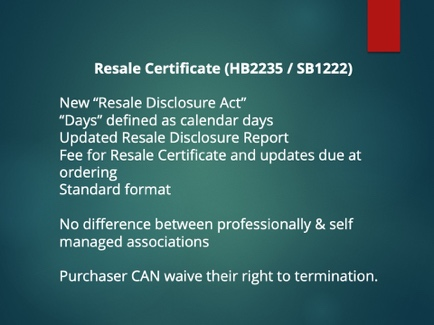 Resale Certificate (HB2235 / SB1222)
New “Resale Disclosure Act”
“Days” defined as calendar days
Updated Resale Disclosure Report
Fee for Resale Certificate and updates due at
ordering
Standard format
No difference between professionally & self
managed associations
Purchaser CAN waive their right to termination.